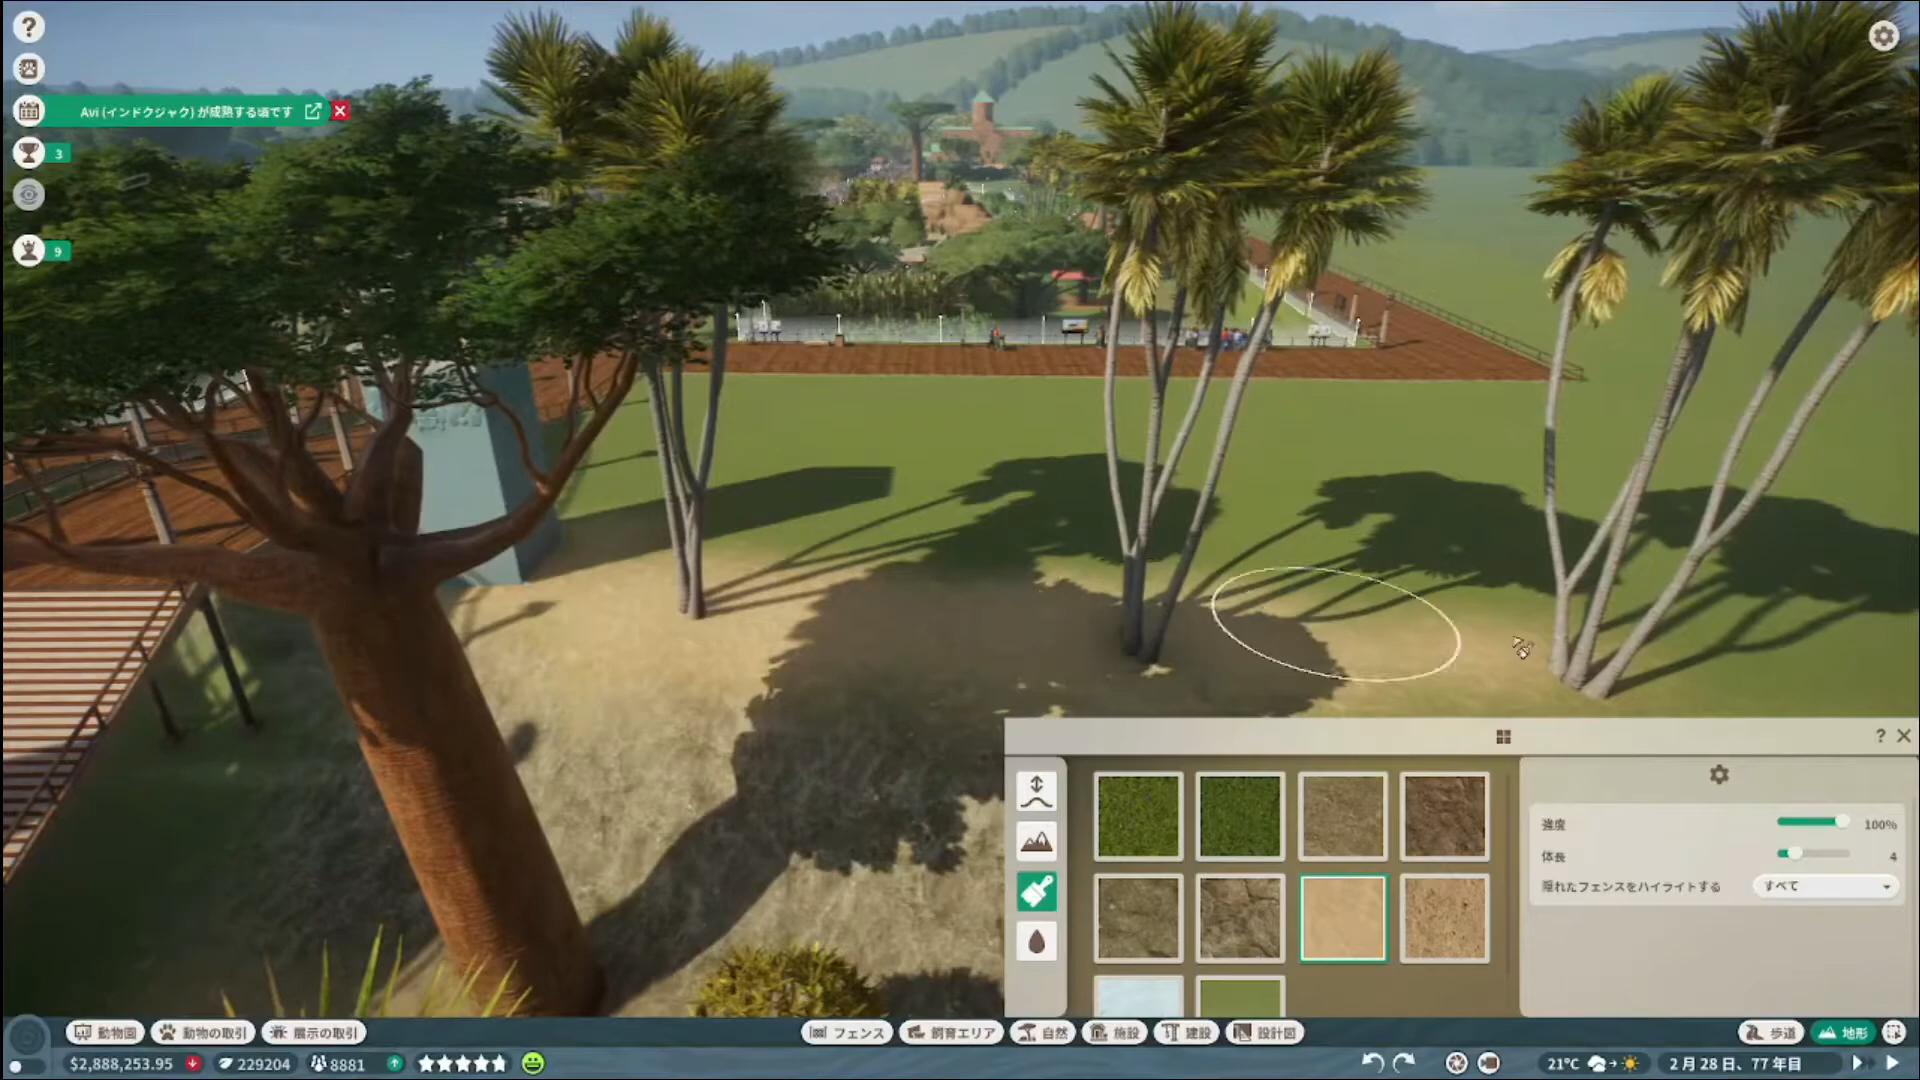 ?
Avi (インドクジャク) が成熟する頃です
3
9
?
強度 100%
体長 4
隠れたフェンスをハイライトする すべて
動物園 動物の取引 展示の取引 フェンス 飼育エリア 自然 施設 建設 設計図 歩道 地形
$2,888,253.95 229204 8881 21°C 2 月 28 日、77 年目